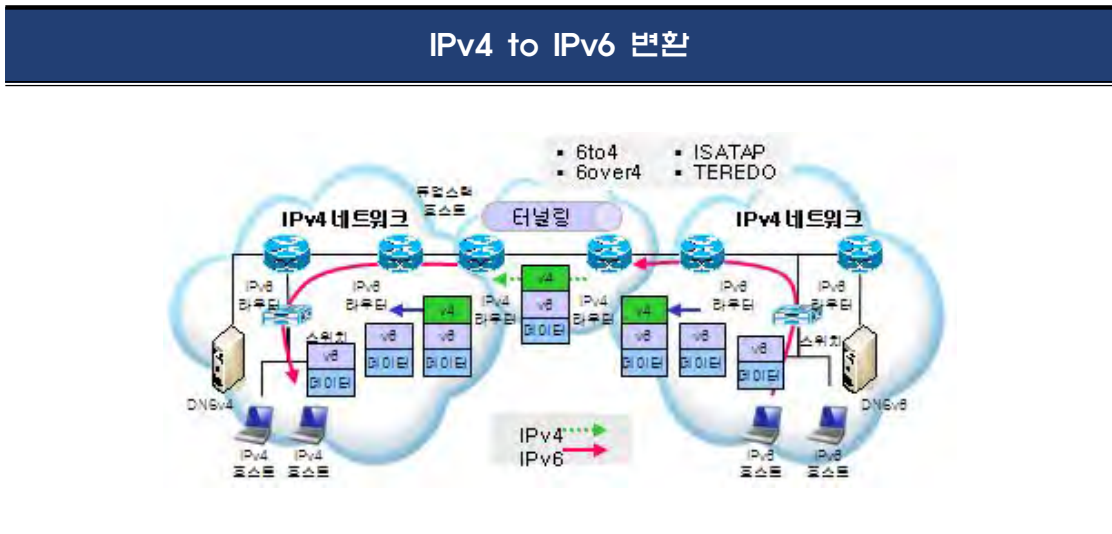 IPv4 to IPv6 변환
▪ 6to4
▪ ISATAP
▪ 6over4
▪ TEREDO
듀얼스택
호스트
터널링
IPv4 네트워크
IPv4 네트워크
IPv6
라우터
IPv6
라우터
IPv4
라우터
IPv4
라우터
IPv6
라우터
IPv6
라우터
v4
v6
데이터
v4
v6
데이터
v6
데이터
v6
데이터
v4
v6
데이터
v6
데이터
v6
데이터
스위치
스위치
DNSv4
DNSv6
IPv4
호스트
IPv4
호스트
IPv4
IPv6
IPv6
호스트
IPv6
호스트